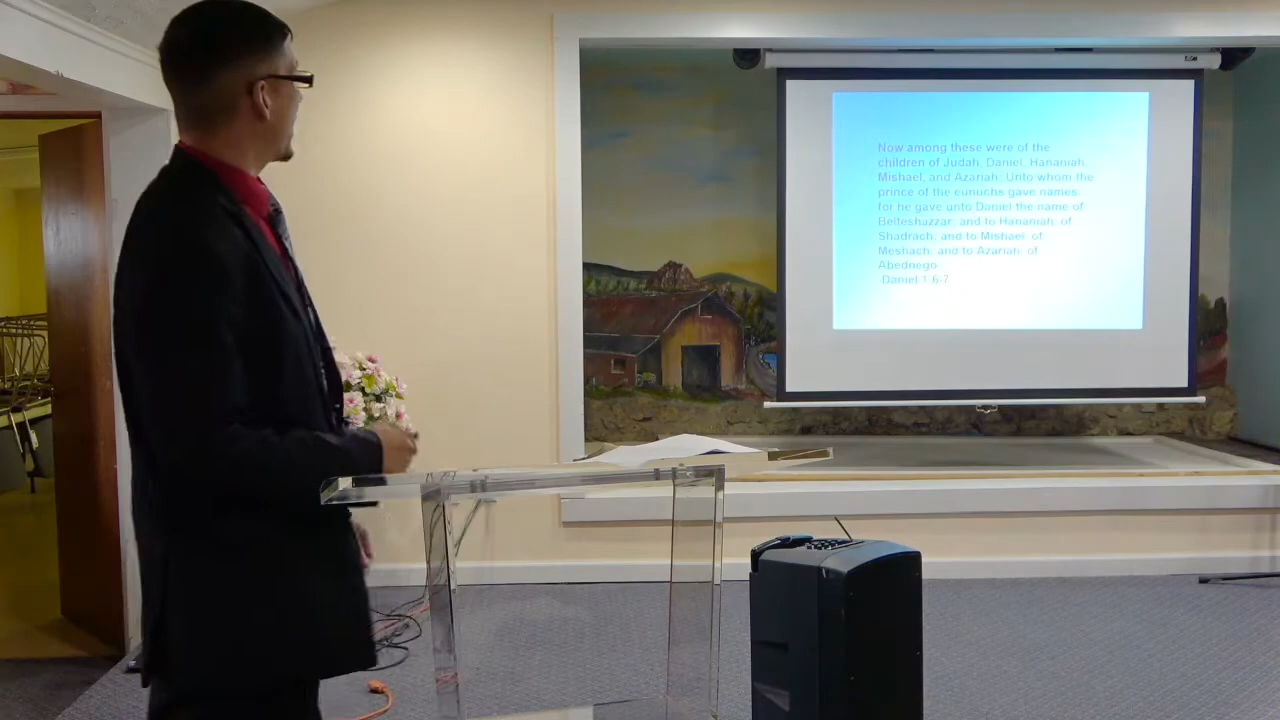 Now among these were of the
children of Judah, Daniel, Hananiah,
Mishael, and Azariah: Unto whom the
prince of the eunuchs gave names:
for he gave unto Daniel the name of
Belteshazzar; and to Hananiah, of
Shadrach; and to Mishael, of
Meshach; and to Azariah, of
Abednego.
Daniel 1:6-7